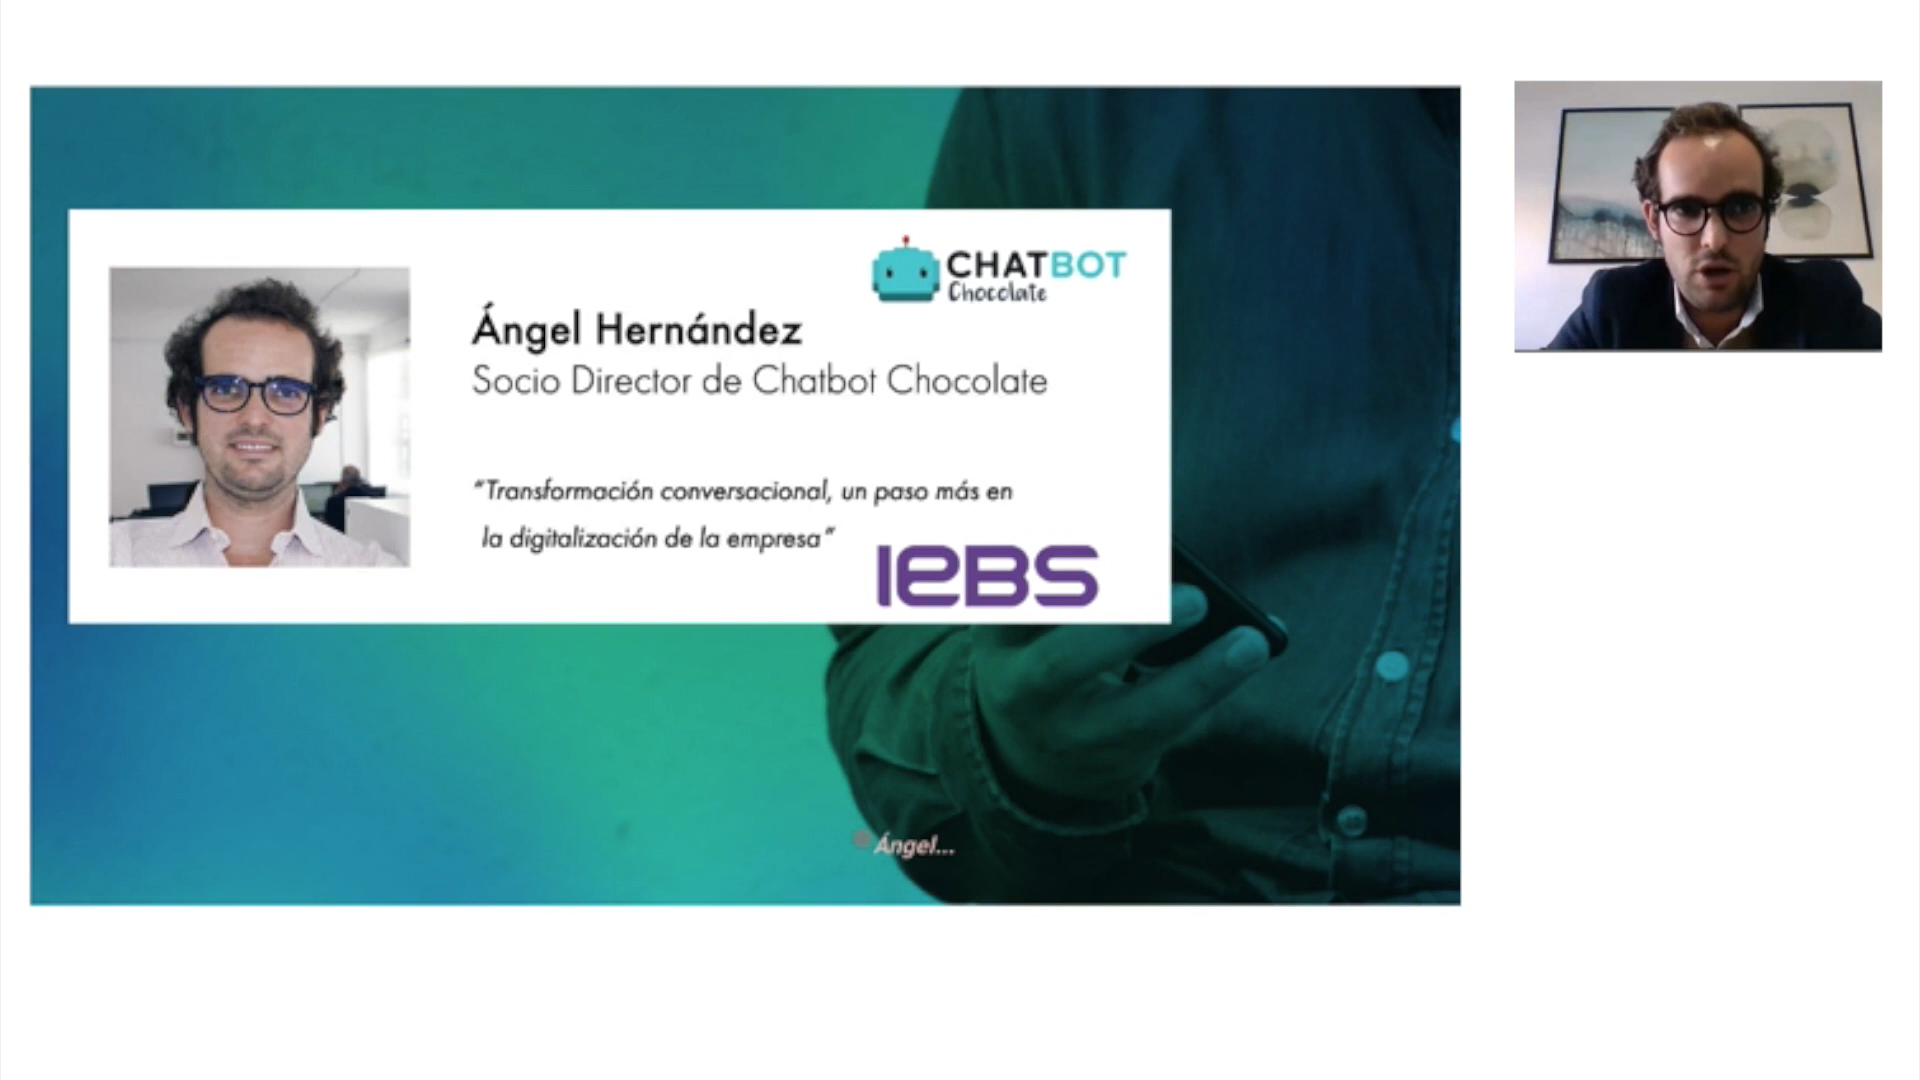 CHATBOT
Chocolate
Ángel Hernández
Socio Director de Chatbot Chocolate
“Transformación conversacional, un paso más en
la digitalización de la empresa”
IEBS
Ángel...